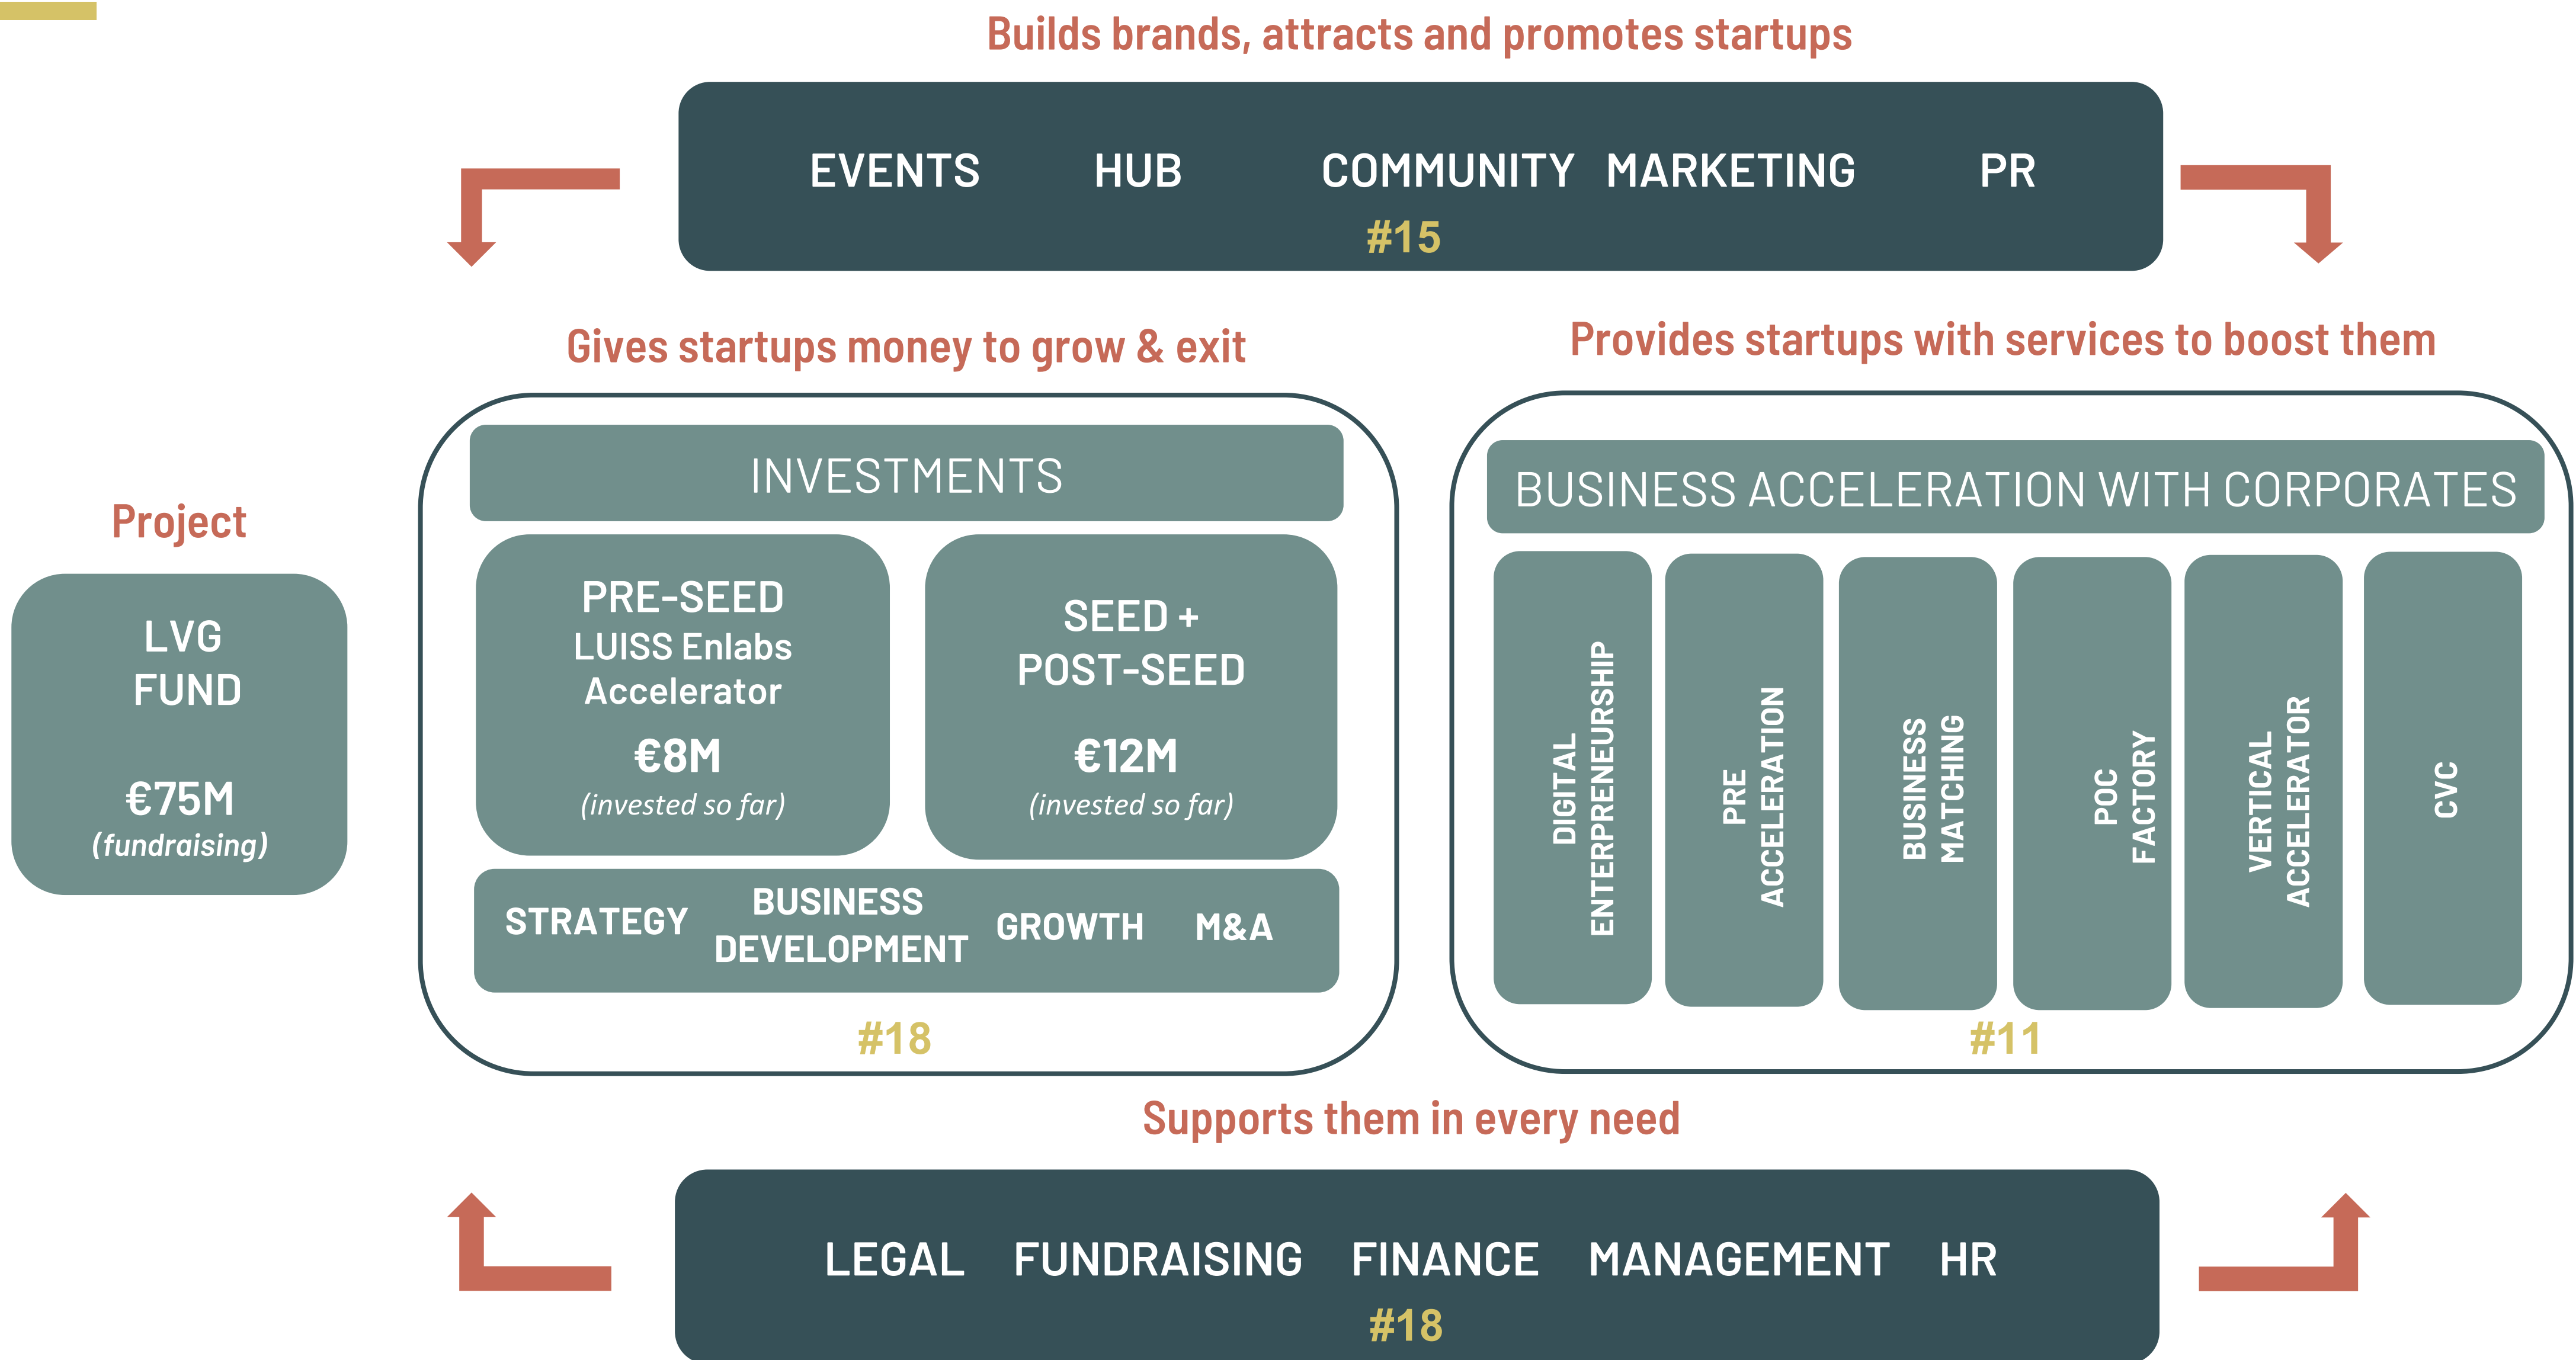 Builds brands, attracts and promotes startups
EVENTS HUB COMMUNITY MARKETING PR
#15
Gives startups money to grow & exit
Provides startups with services to boost them
Project
LVG
FUND
€75M
(fundraising)
INVESTMENTS
PRE-SEED
LUISS Enlabs
Accelerator
€8M
(invested so far)
SEED +
POST-SEED
€12M
(invested so far)
STRATEGY
BUSINESS
DEVELOPMENT
GROWTH
M&A
#18
BUSINESS ACCELERATION WITH CORPORATES
DIGITAL
ENTERPRENEURSHIP
PRE
ACCELERATION
BUSINESS
MATCHING
POC
FACTORY
VERTICAL
ACCELERATOR
CVC
#11
Supports them in every need
LEGAL FUNDRAISING FINANCE MANAGEMENT HR
#18